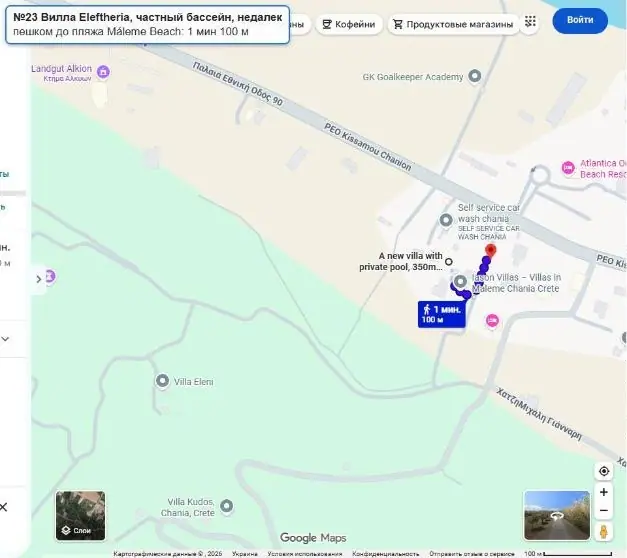 №23 Вилла Eleftheria, частный бассейн, недалек
пешком до пляжа Máleme Beach: 1 мин 100 м
Кофейни
Продуктовые магазины
Войти
Landgut Alkion
Κτήμα Αλκυών
Παλαιά Εθνική Οδός 90
GK Goalkeeper Academy
PEO Kissamou Chanion
Atlantica O
Beach Reso
Self service car
wash chania
SELF SERVICE CAR
WASH CHANIA
PEO Kiss
A new villa with
private pool, 350m...
Iason Villas – Villas in
Maleme Chania Crete
1 мин.
100 м
Villa Eleni
ΧατζηΜιχάλη Γιάνναρη
Villa Kudos,
Chania, Crete
Слои
Google Maps
Картографические данные © , 2025
Украина
Условия использования
Конфиденциальность
Отправить отзыв о сервисе
100 м